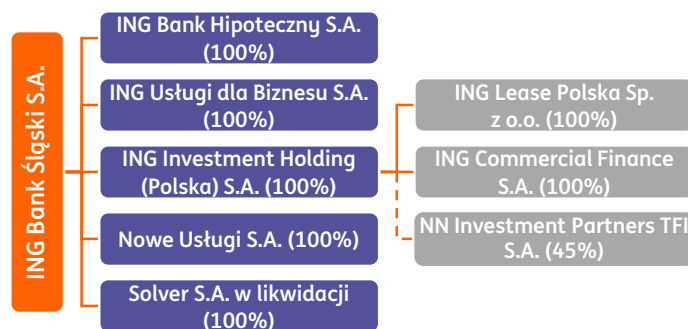 ING Bank Śląski S.A.
ING Bank Hipoteczny S.A.
(100%)
ING Usługi dla Biznesu S.A.
(100%)
ING Investment Holding
(Polska) S.A. (100%)
Nowe Usługi S.A. (100%)
Solver S.A. w likwidacji
(100%)
ING Lease Polska Sp.
z o.o. (100%)
ING Commercial Finance
S.A. (100%)
NN Investment Partners TFI
S.A. (45%)